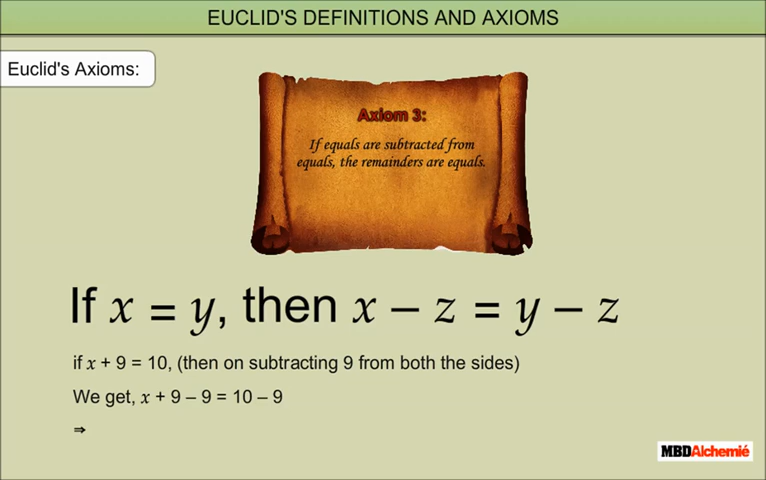 EUCLID'S DEFINITIONS AND AXIOMS
Euclid's Axioms:
Axiom 3:
If equals are subtracted from
equals, the remainders are equals.
If x = y, then x – z = y – z
if x + 9 = 10, (then on subtracting 9 from both the sides)
We get, x + 9 – 9 = 10 – 9
⇒
MBDAlchemié